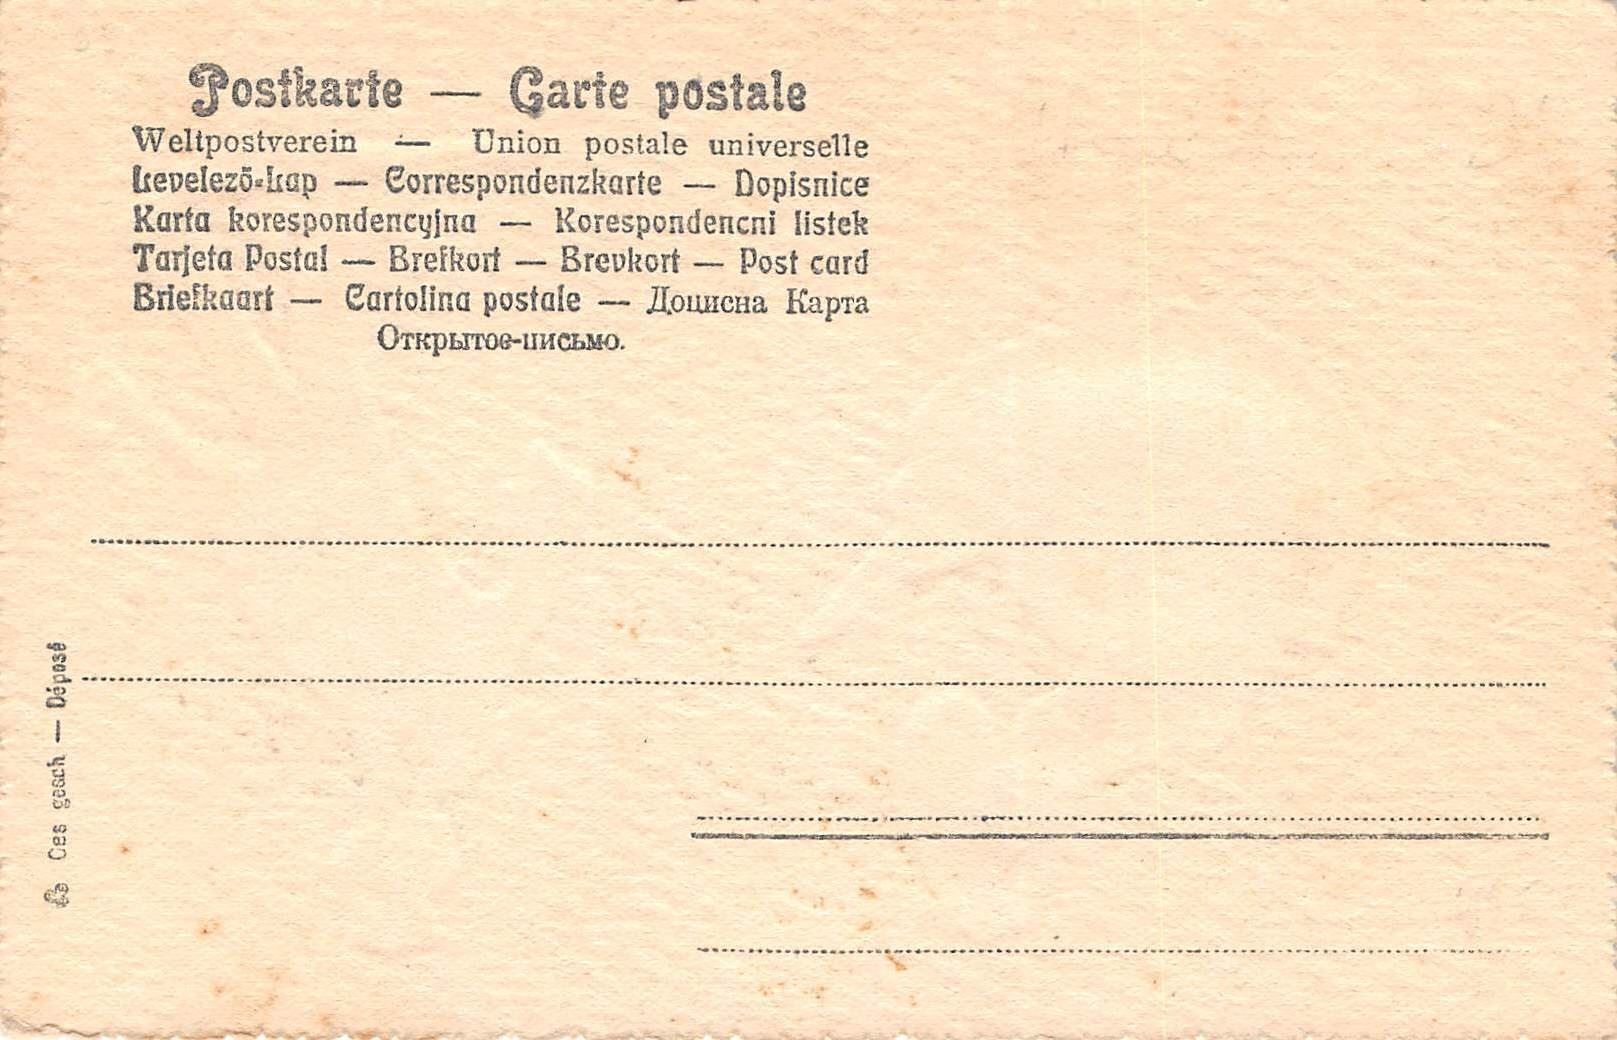 Postkarte — Carte postale
Weltpostverein — Union postale universelle
Levelező-Lap — Correspondenzkarte — Dopisnice
Karta korespondencyjna — Korespondencni listek
Tarjeta Postal — Brefkort — Brevkort — Post card
Briefkaart — Cartolina postale — Дописна Карта
Открытое-письмо.
Ges gesch — Déposé